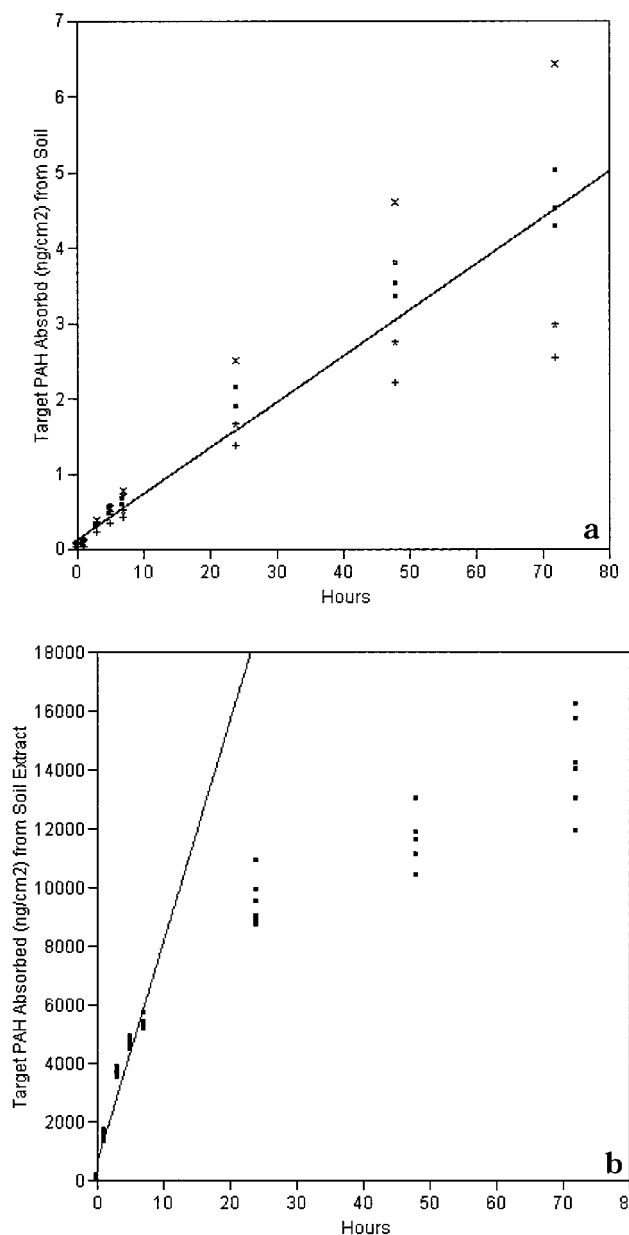 7
6
5
4
3
2
1
0
Target PAH Absorbd (ng/cm2) from Soil
0 10 20 30 40 50 60 70 80
Hours
a
18000
16000
14000
12000
10000
8000
6000
4000
2000
0
Target PAH Absorbed (ng/cm2) from Soil Extract
0 10 20 30 40 50 60 70 80
Hours
b